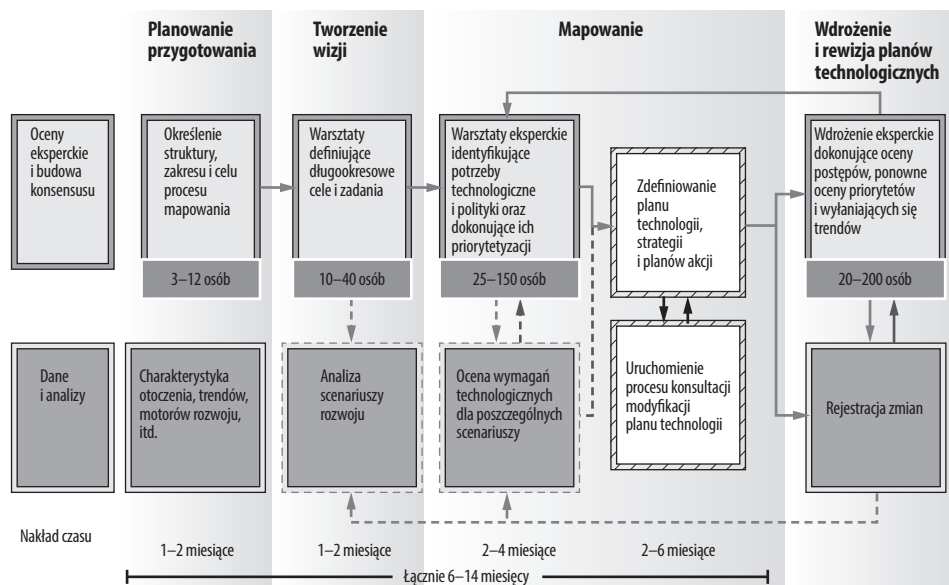 Planowanie
przygotowania
Tworzenie
wizji
Mapowanie
Wdrożenie
i rewizja planów
technologicznych
Oceny
eksperckie
i budowa
konsensusu
Określenie
struktury,
zakresu i celu
procesu
mapowania
3–12 osób
Warsztaty
definiujące
długookresowe
cele i zadania
10–40 osób
Warsztaty eksperckie
identyfikujące
potrzeby
technologiczne
i polityki oraz
dokonujące ich
priorytetyzacji
25–150 osób
Zdefiniowanie
planu
technologii,
strategii
i planów akcji
Wdrożenie eksperckie
dokonujące oceny
postępów, ponowne
oceny priorytetów
i wyłaniających się
trendów
20–200 osób
Dane
i analizy
Charakterystyka
otoczenia, trendów,
motorów rozwoju,
itd.
Analiza
scenariuszy
rozwoju
Ocena wymagań
technologicznych
dla poszczególnych
scenariuszy
Uruchomienie
procesu konsultacji
modyfikacji
planu technologii
Rejestracja zmian
Nakład czasu
1–2 miesiące
1–2 miesiące
2–4 miesiące
2–6 miesiące
Łącznie 6–14 miesięcy